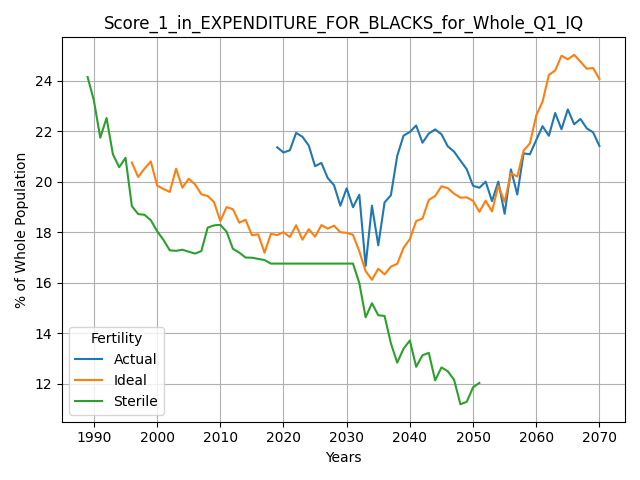 Score_1_in_EXPENDITURE_FOR_BLACKS_for_Whole_Q1_IQ
% of Whole Population
24
22
20
18
16
14
12
Fertility
Actual
Ideal
Sterile
1990 2000 2010 2020 2030 2040 2050 2060 2070
Years